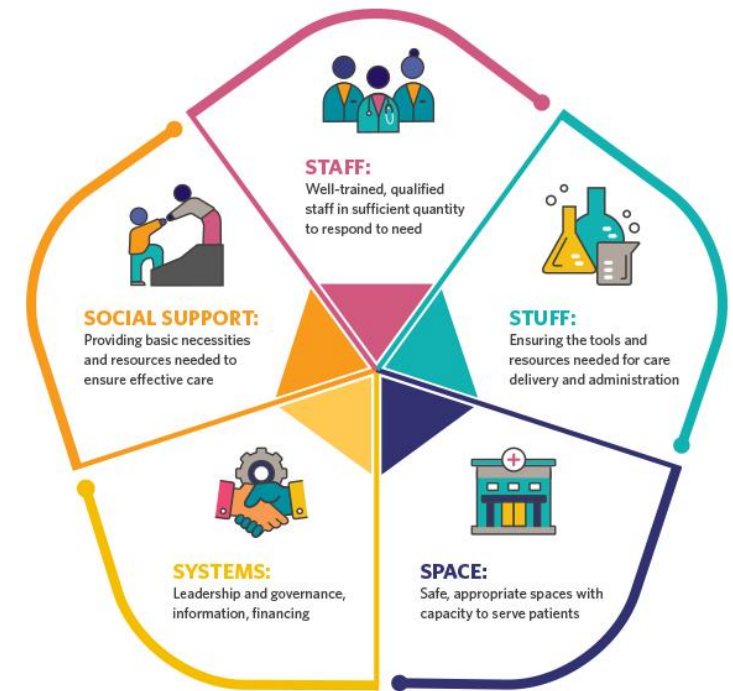 STAFF:
Well-trained, qualified
staff in sufficient quantity
to respond to need
STUFF:
Ensuring the tools and
resources needed for care
delivery and administration
SPACE:
Safe, appropriate spaces with
capacity to serve patients
SYSTEMS:
Leadership and governance,
information, financing
SOCIAL SUPPORT:
Providing basic necessities
and resources needed to
ensure effective care